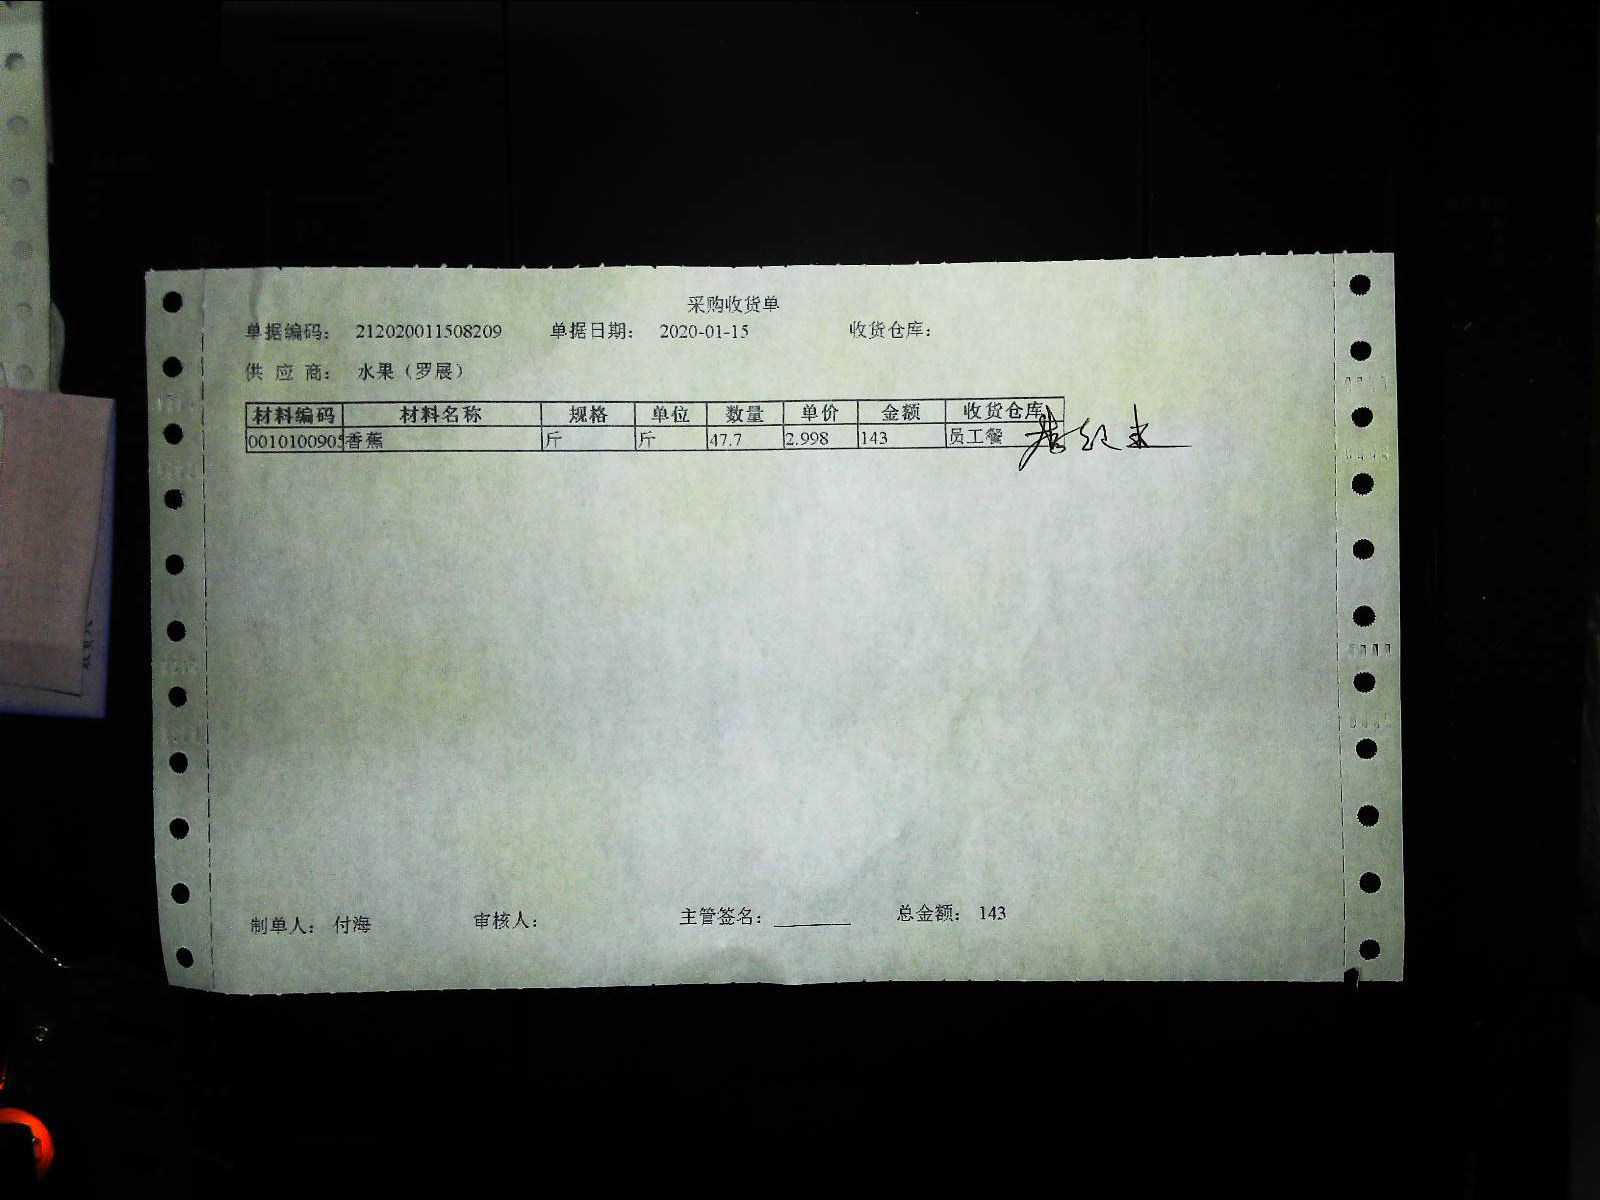 采购收货单
单据编码： 212020011508209 单据日期： 2020-01-15 收货仓库：
供 应 商： 水果（罗展）
材料编码 材料名称 规格 单位 数量 单价 金额 收货仓库
0010100905 香蕉 斤 斤 47.7 2.998 143 员工餐
制单人： 付海 审核人： 主管签名： 总金额： 143